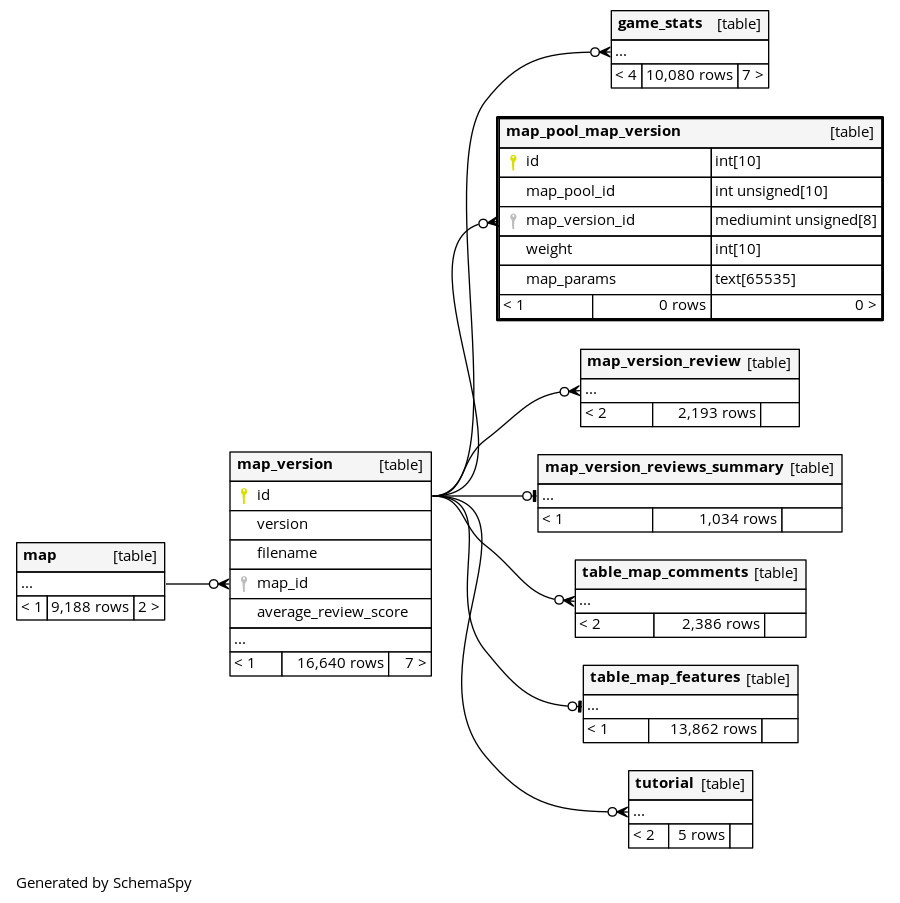 game_stats [table]
...
< 4 10,080 rows 7 >
map_pool_map_version [table]
id int[10]
map_pool_id int unsigned[10]
map_version_id mediumint unsigned[8]
weight int[10]
map_params text[65535]
< 1 0 rows 0 >
map_version_review [table]
...
< 2 2,193 rows
map_version [table]
id
version
filename
map_id
average_review_score
...
< 1 16,640 rows 7 >
map_version_reviews_summary [table]
...
< 1 1,034 rows
map [table]
...
< 1 9,188 rows 2 >
table_map_comments [table]
...
< 2 2,386 rows
table_map_features [table]
...
< 1 13,862 rows
tutorial [table]
...
< 2 5 rows
Generated by SchemaSpy